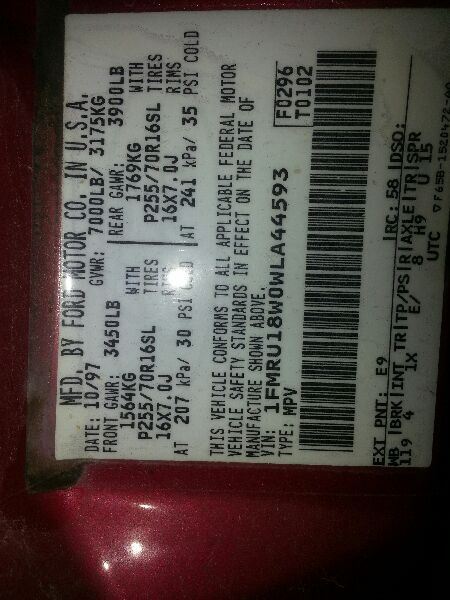 MFD. BY FORD MOTOR CO. IN U.S.A.
DATE: 10/97 GVWR: 7000LB/ 3175KG
FRONT GAWR: 3450LB REAR GAWR: 3900LB
1564KG WITH 1769KG WITH
P255/70R16SL TIRES P255/70R16SL TIRES
16X7.0J RIMS 16X7.0J RIMS
AT 207 kPa/ 30 PSI COLD AT 241 kPa/ 35 PSI COLD
THIS VEHICLE CONFORMS TO ALL APPLICABLE FEDERAL MOTOR
VEHICLE SAFETY STANDARDS IN EFFECT ON THE DATE OF
MANUFACTURE SHOWN ABOVE.
VIN: 1FMRU18W0WLA44593
TYPE: MPV
F0296
T0102
EXT PNT: E9 RC: 58 DSO:
WB BRK INT TR TP/PS R AXLE TR SPR
119 4 1X E/ 8 H9 U 15
UTC